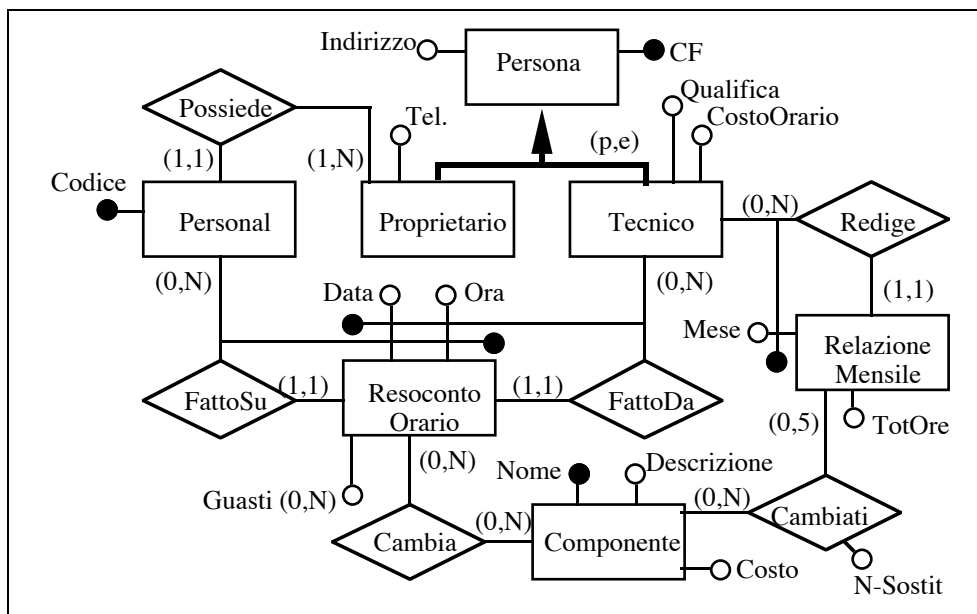 Indirizzo
Persona
CF
Possiede
Tel.
Qualifica
CostoOrario
(p,e)
(1,1)
(1,N)
Codice
Personal
Proprietario
Tecnico
(0,N)
Redige
(0,N)
(0,N)
Data
Ora
(1,1)
Mese
Relazione
Mensile
FattoSu
(1,1)
Resoconto
Orario
(1,1)
FattoDa
(0,5)
TotOre
(0,N)
Guasti (0,N)
Nome
Descrizione
(0,N)
Cambia
(0,N)
Componente
Cambiati
Costo
N-Sostit